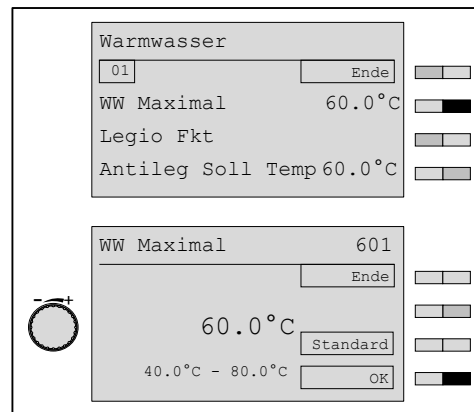 Warmwasser
01 Ende
WW Maximal 60.0°C
Legio Fkt
Antileg Soll Temp 60.0°C
WW Maximal 601
Ende
- +
60.0°C
Standard
40.0°C - 80.0°C OK